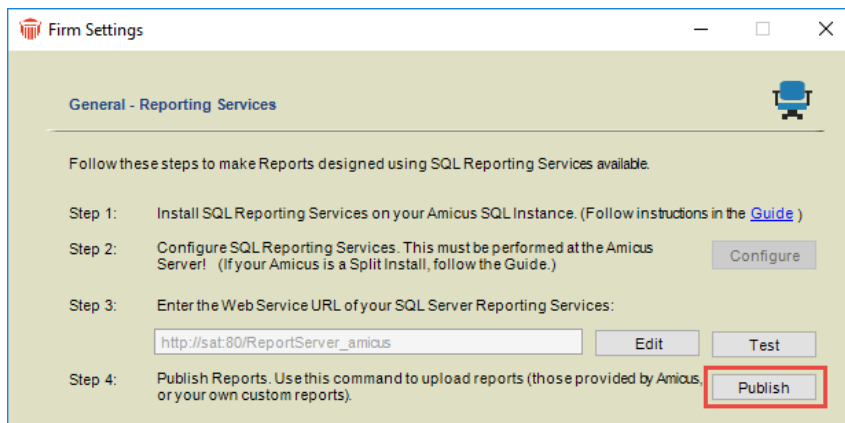 Firm Settings
General - Reporting Services
Follow these steps to make Reports designed using SQL Reporting Services available.
Step 1: Install SQL Reporting Services on your Amicus SQL Instance. (Follow instructions in the Guide )
Step 2: Configure SQL Reporting Services. This must be performed at the Amicus
Server! (If your Amicus is a Split Install, follow the Guide.)
Configure
Step 3: Enter the Web Service URL of your SQL Server Reporting Services:
http://sat:80/ReportServer_amicus Edit Test
Step 4: Publish Reports. Use this command to upload reports (those provided by Amicus,
or your own custom reports).
Publish